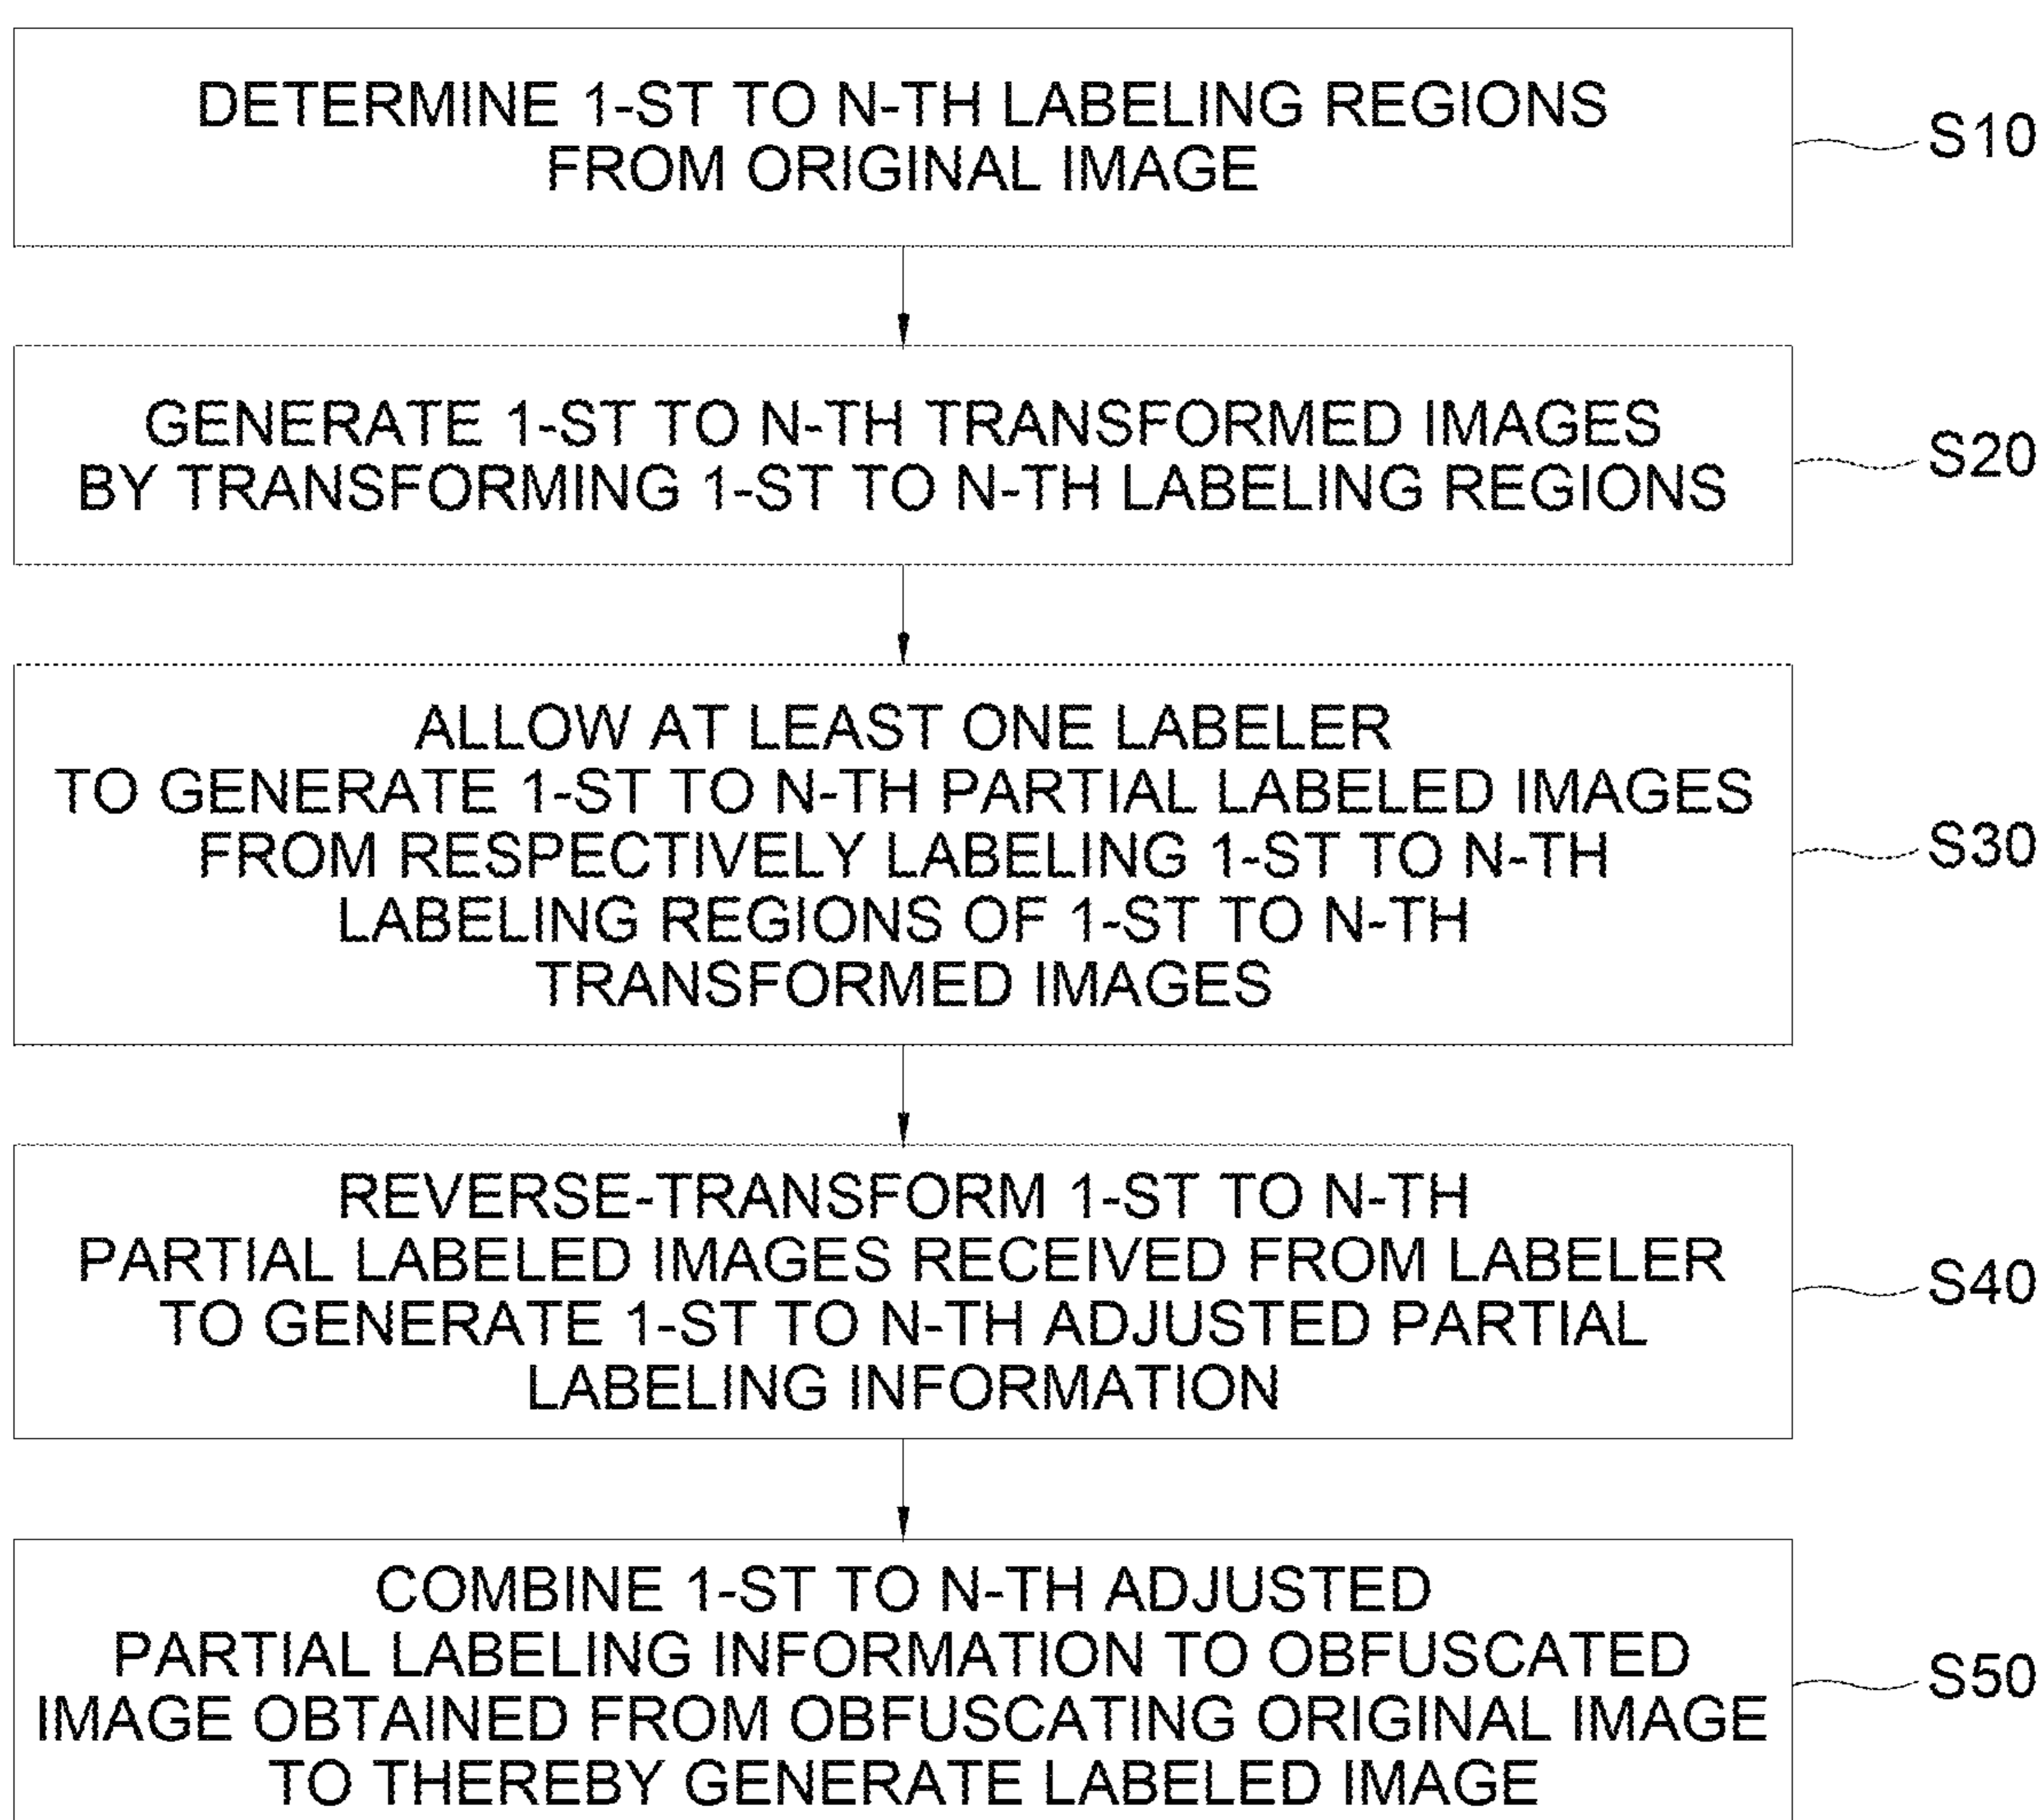 DETERMINE 1-ST TO N-TH LABELING REGIONS
FROM ORIGINAL IMAGE
S10
GENERATE 1-ST TO N-TH TRANSFORMED IMAGES
BY TRANSFORMING 1-ST TO N-TH LABELING REGIONS
S20
ALLOW AT LEAST ONE LABELER
TO GENERATE 1-ST TO N-TH PARTIAL LABELED IMAGES
FROM RESPECTIVELY LABELING 1-ST TO N-TH
LABELING REGIONS OF 1-ST TO N-TH
TRANSFORMED IMAGES
S30
REVERSE-TRANSFORM 1-ST TO N-TH
PARTIAL LABELED IMAGES RECEIVED FROM LABELER
TO GENERATE 1-ST TO N-TH ADJUSTED PARTIAL
LABELING INFORMATION
S40
COMBINE 1-ST TO N-TH ADJUSTED
PARTIAL LABELING INFORMATION TO OBFUSCATED
IMAGE OBTAINED FROM OBFUSCATING ORIGINAL IMAGE
TO THEREBY GENERATE LABELED IMAGE
S50